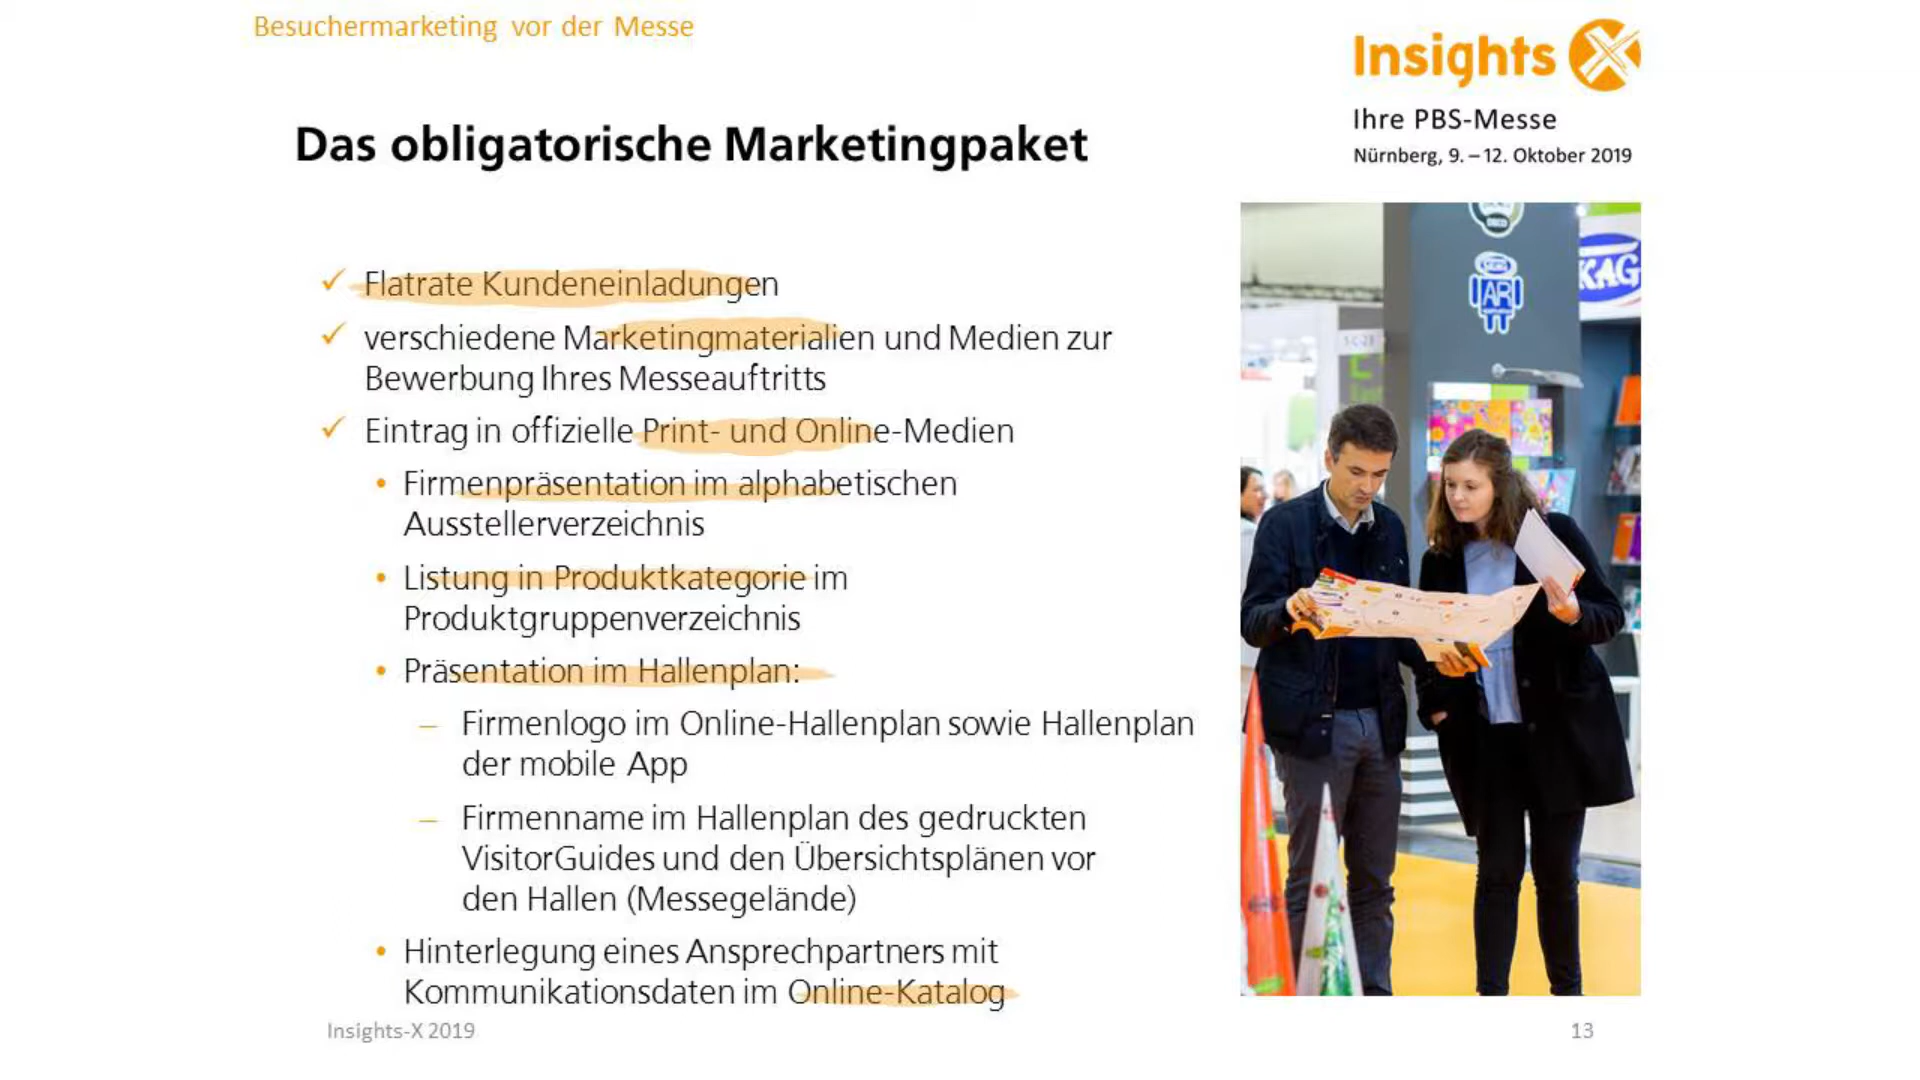 Besuchermarketing vor der Messe
Insights X
Ihre PBS-Messe
Nürnberg, 9. – 12. Oktober 2019
Das obligatorische Marketingpaket
✓ Flatrate Kundeneinladungen
✓ verschiedene Marketingmaterialien und Medien zur
Bewerbung Ihres Messeauftritts
✓ Eintrag in offizielle Print- und Online-Medien
• Firmenpräsentation im alphabetischen
Ausstellerverzeichnis
• Listung in Produktkategorie im
Produktgruppenverzeichnis
• Präsentation im Hallenplan:
– Firmenlogo im Online-Hallenplan sowie Hallenplan
der mobile App
– Firmenname im Hallenplan des gedruckten
VisitorGuides und den Übersichtsplänen vor
den Hallen (Messegelände)
• Hinterlegung eines Ansprechpartners mit
Kommunikationsdaten im Online-Katalog
KAG
AR
Insights-X 2019
13